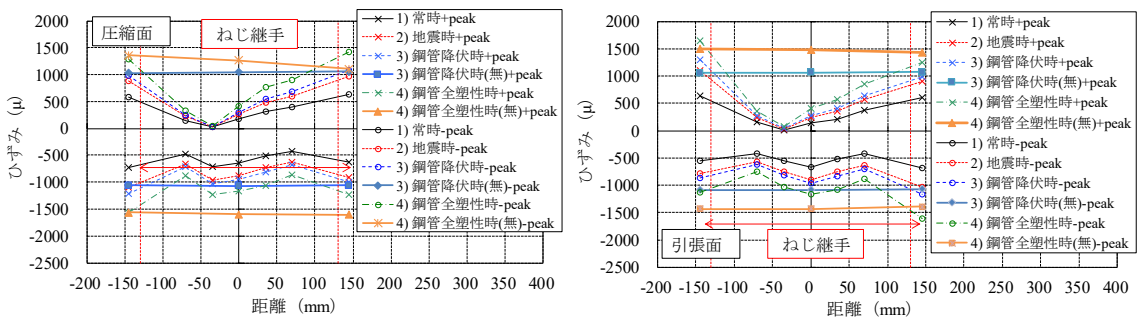 2000
1500
1000
500
0
-500
-1000
-1500
-2000
-2500
-200 -150 -100 -50 0 50 100 150 200 250 300 350 400
ひずみ (μ)
距離 (mm)
圧縮面
ねじ継手
1) 常時+peak
2) 地震時+peak
3) 鋼管降伏時+peak
3) 鋼管降伏時(無)+peak
4) 鋼管全塑性時+peak
4) 鋼管全塑性時(無)+peak
1) 常時-peak
2) 地震時-peak
3) 鋼管降伏時-peak
3) 鋼管降伏時(無)-peak
4) 鋼管全塑性時-peak
4) 鋼管全塑性時(無)-peak
2000
1500
1000
500
0
-500
-1000
-1500
-2000
-2500
-200 -150 -100 -50 0 50 100 150 200 250 300 350 400
ひずみ (μ)
距離 (mm)
引張面
ねじ継手
1) 常時+peak
2) 地震時+peak
3) 鋼管降伏時+peak
3) 鋼管降伏時(無)+peak
4) 鋼管全塑性時+peak
4) 鋼管全塑性時(無)+peak
1) 常時-peak
2) 地震時-peak
3) 鋼管降伏時-peak
3) 鋼管降伏時(無)-peak
4) 鋼管全塑性時-peak
4) 鋼管全塑性時(無)-peak